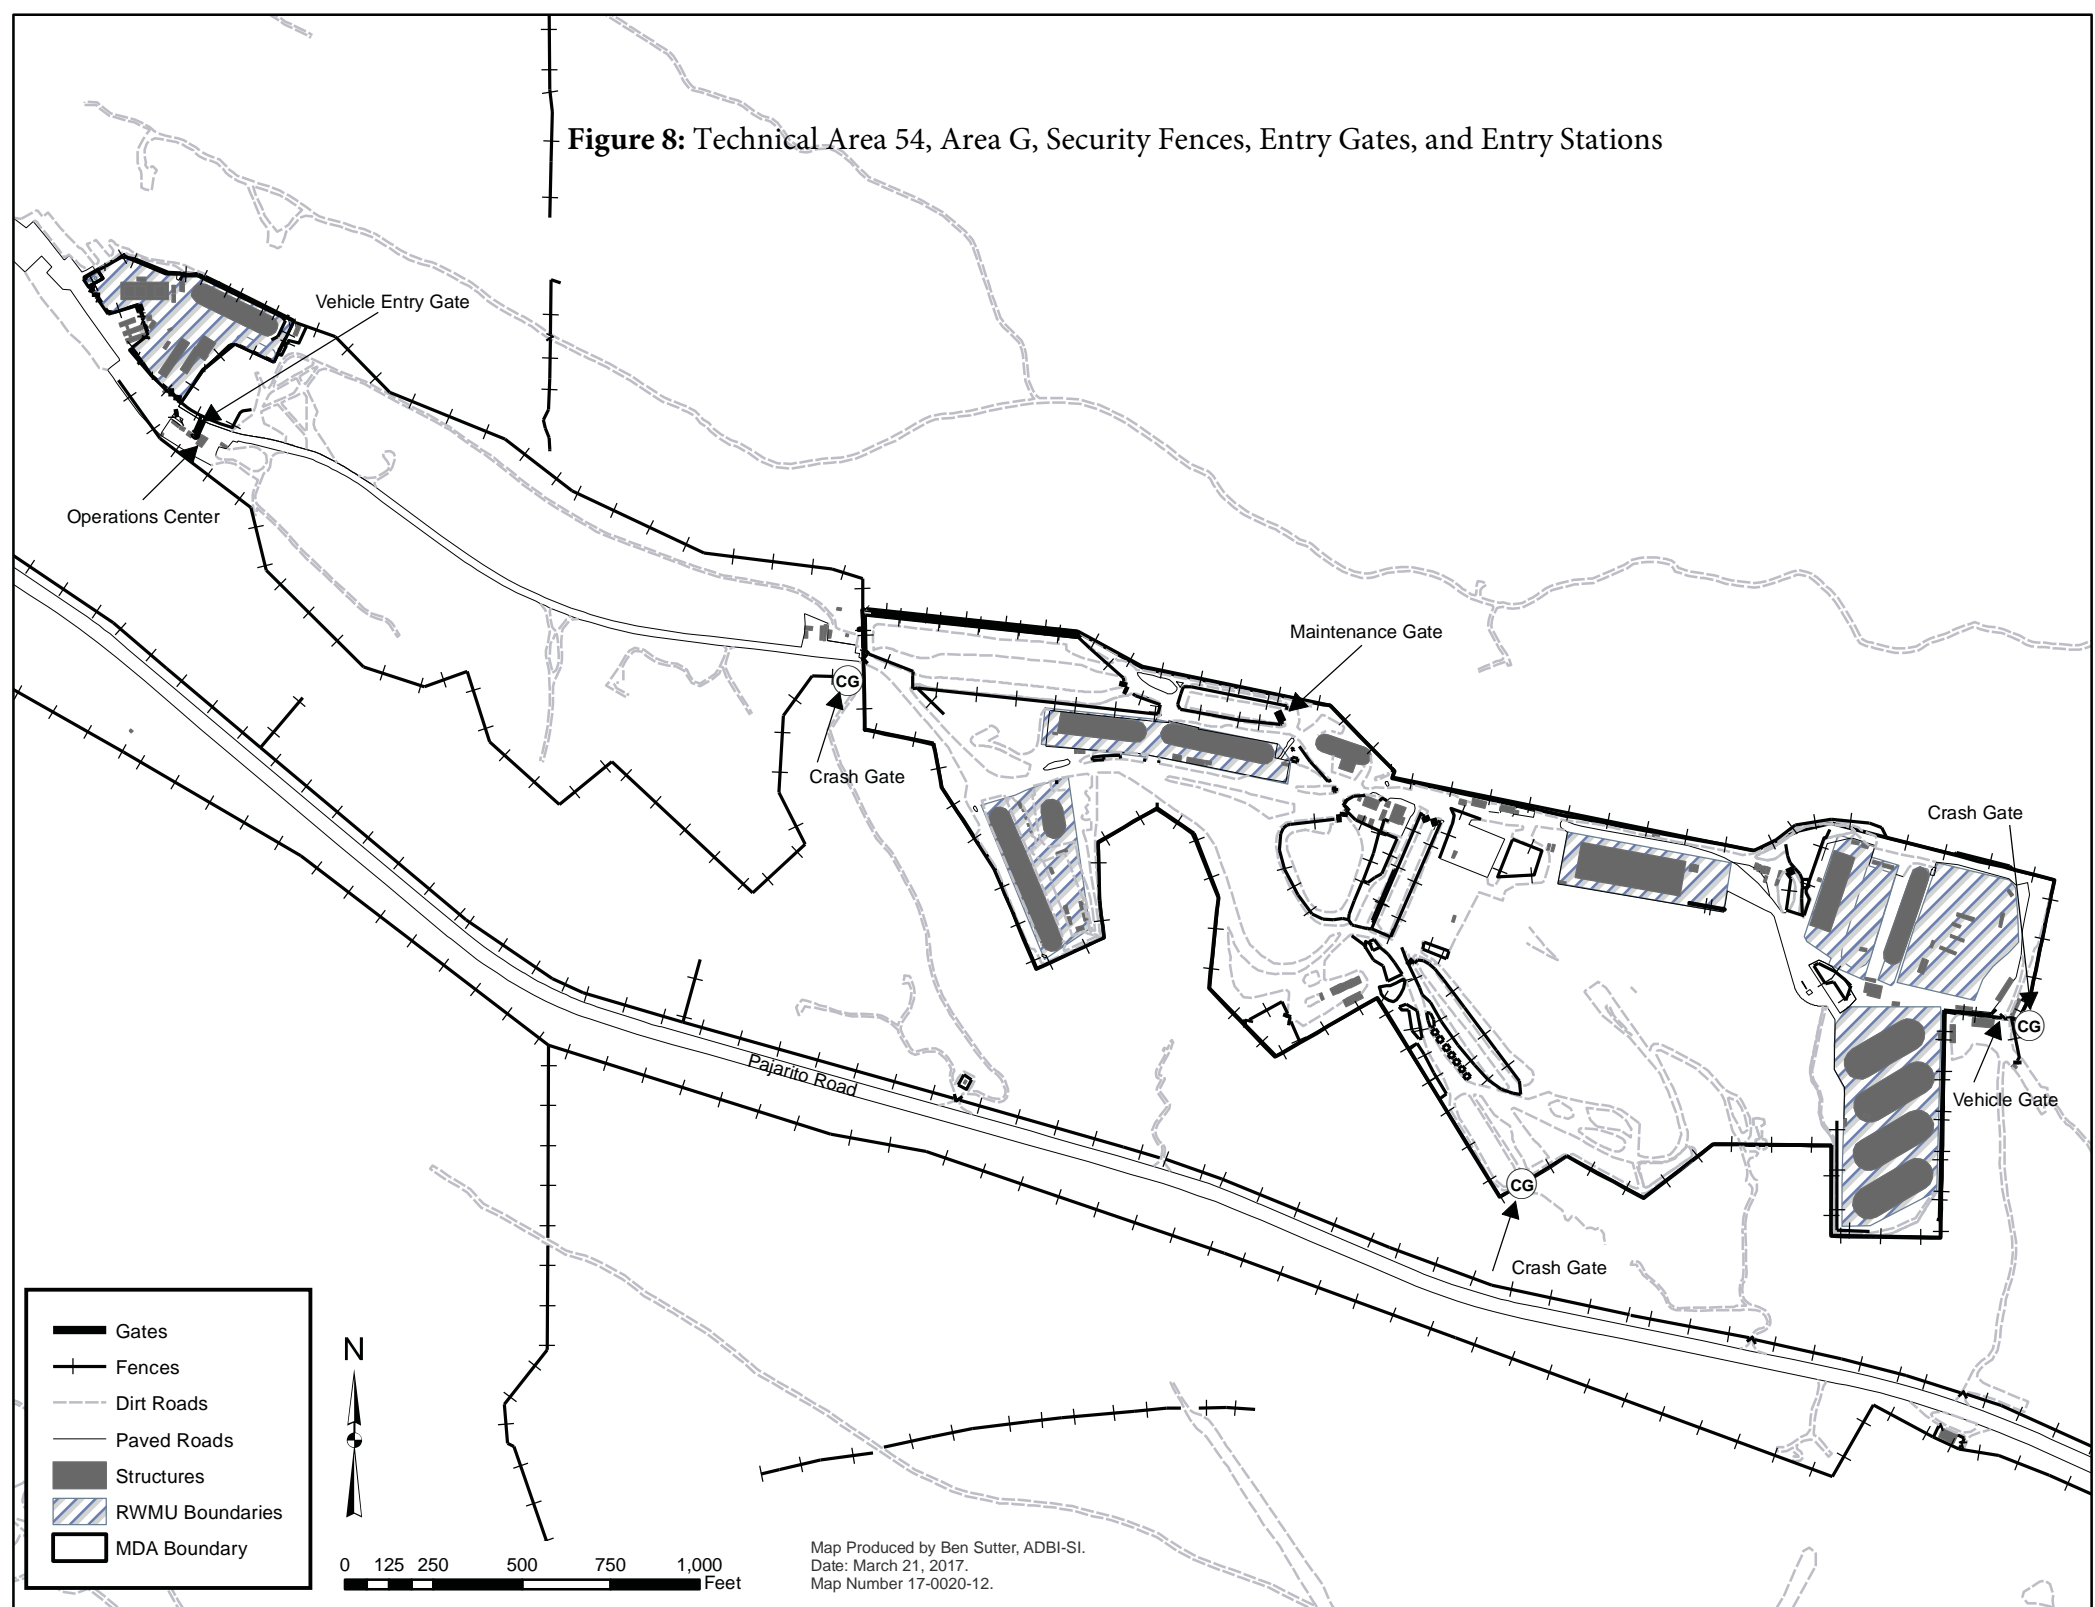 Figure 8: Technical Area 54, Area G, Security Fences, Entry Gates, and Entry Stations
Vehicle Entry Gate
Operations Center
Maintenance Gate
CG
Crash Gate
Crash Gate
CG
Vehicle Gate
Pajarito Road
CG
Crash Gate
Gates
Fences
Dirt Roads
Paved Roads
Structures
RWMU Boundaries
MDA Boundary
N
0 125 250 500 750 1,000
Feet
Map Produced by Ben Sutter, ADBI-SI.
Date: March 21, 2017.
Map Number 17-0020-12.